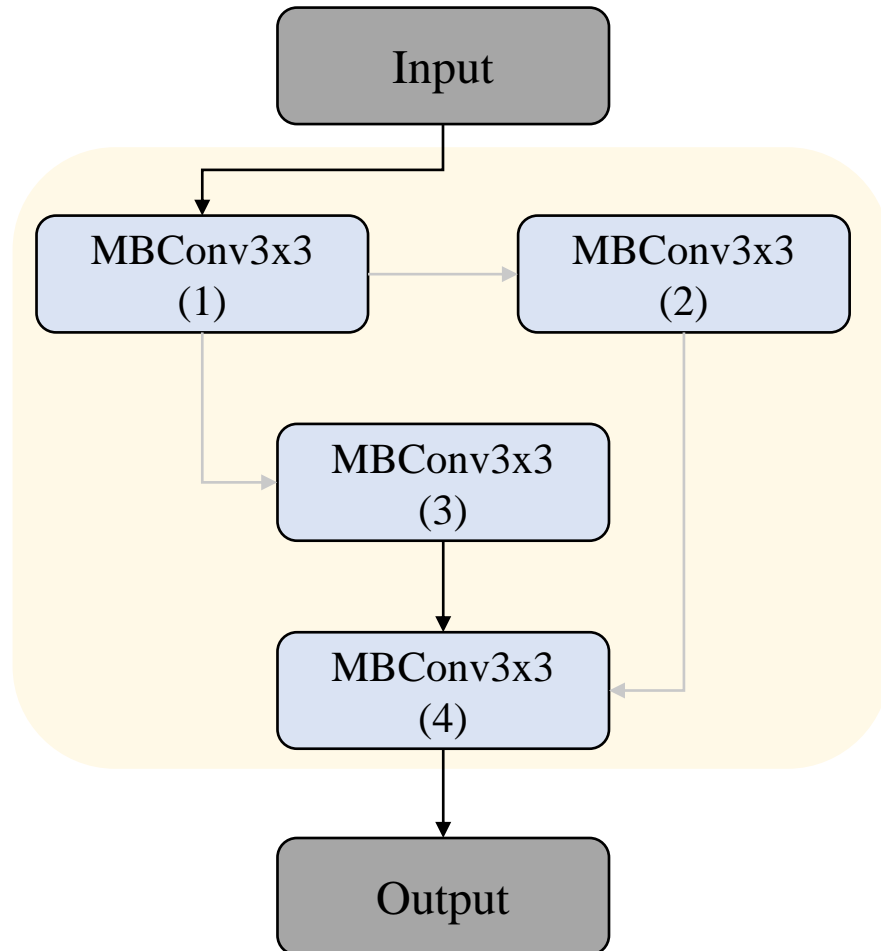 Input
MBConv3x3
(1)
MBConv3x3
(2)
MBConv3x3
(3)
MBConv3x3
(4)
Output